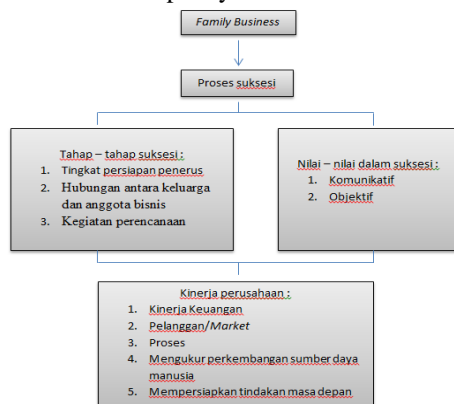 Family Business
Proses suksesi
Tahap – tahap suksesi :
1. Tingkat persiapan penerus
2. Hubungan antara keluarga
dan anggota bisnis
3. Kegiatan perencanaan
Nilai – nilai dalam suksesi :
1. Komunikatif
2. Objektif
Kinerja perusahaan :
1. Kinerja Keuangan
2. Pelanggan/Market
3. Proses
4. Mengukur perkembangan sumber daya
manusia
5. Mempersiapkan tindakan masa depan